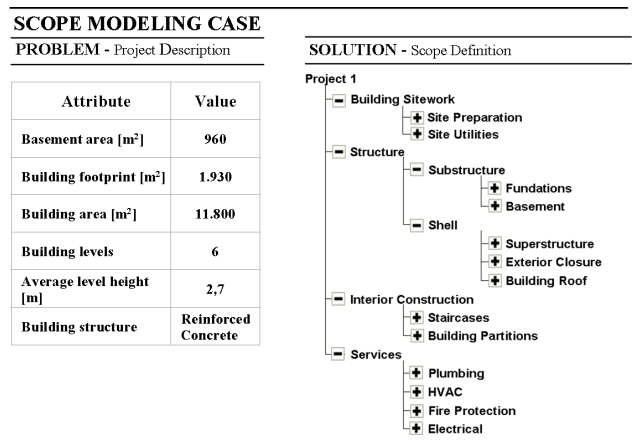 SCOPE MODELING CASE
PROBLEM - Project Description
Attribute Value
Basement area [m²] 960
Building footprint [m²] 1.930
Building area [m²] 11.800
Building levels 6
Average level height
[m] 2,7
Building structure Reinforced
Concrete
SOLUTION - Scope Definition
Project 1
Building Sitework
Site Preparation
Site Utilities
Structure
Substructure
Fundations
Basement
Shell
Superstructure
Exterior Closure
Building Roof
Interior Construction
Staircases
Building Partitions
Services
Plumbing
HVAC
Fire Protection
Electrical